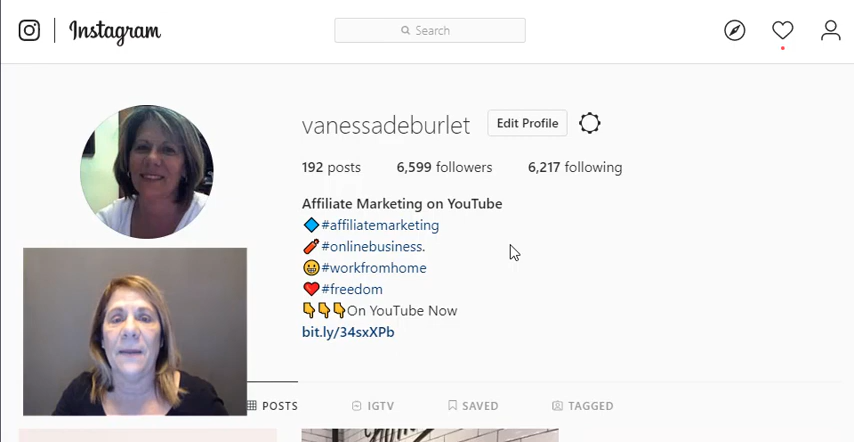 Instagram
Search
vanessadeburlet Edit Profile
192 posts 6,599 followers 6,217 following
Affiliate Marketing on YouTube
🔷#affiliatemarketing
🧨#onlinebusiness.
😀#workfromhome
❤️#freedom
👇👇👇On YouTube Now
bit.ly/34sxXPb
POSTS IGTV SAVED TAGGED